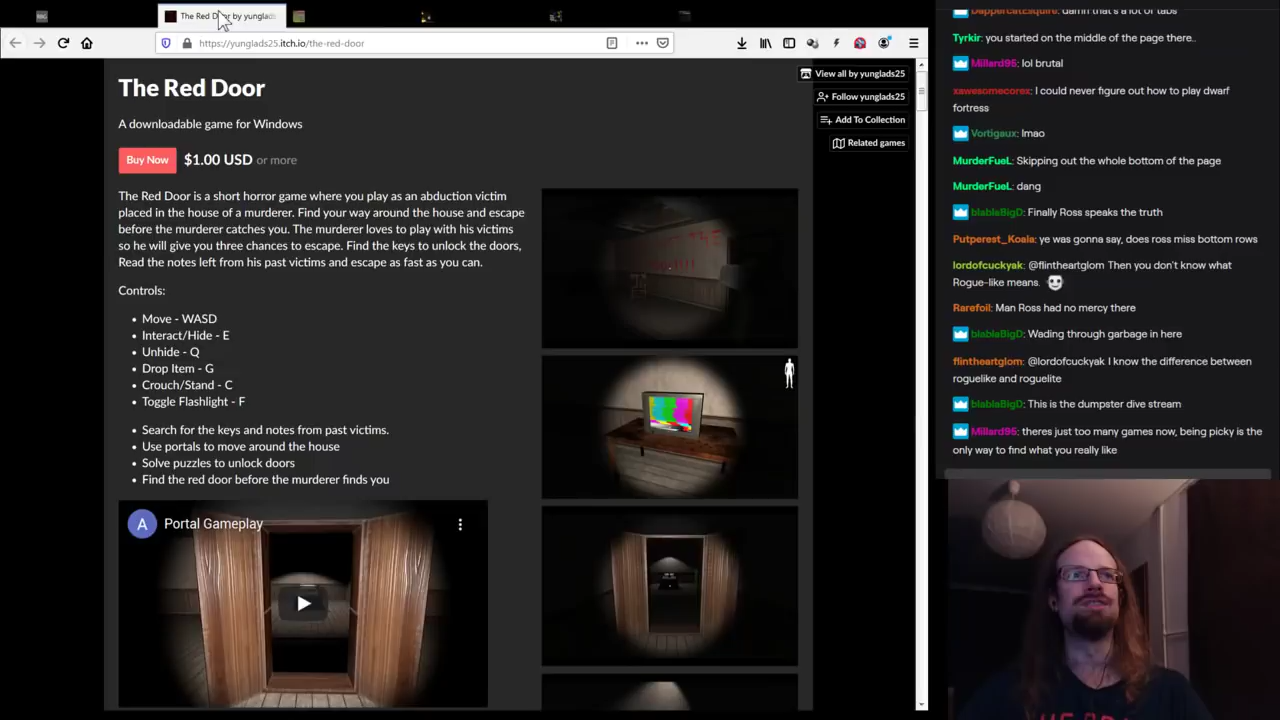 The Red Door by yunglads
https://yunglads25.itch.io/the-red-door
The Red Door
A downloadable game for Windows
Buy Now $1.00 USD or more
View all by yunglads25
Follow yunglads25
Add To Collection
Related games
The Red Door is a short horror game where you play as an abduction victim
placed in the house of a murderer. Find your way around the house and escape
before the murderer catches you. The murderer loves to play with his victims
so he will give you three chances to escape. Find the keys to unlock the doors,
Read the notes left from his past victims and escape as fast as you can.
Controls:
• Move - WASD
• Interact/Hide - E
• Unhide - Q
• Drop Item - G
• Crouch/Stand - C
• Toggle Flashlight - F
• Search for the keys and notes from past victims.
• Use portals to move around the house
• Solve puzzles to unlock doors
• Find the red door before the murderer finds you
A Portal Gameplay
DappercatEsquire: damn that's a lot of tabs
Tyrkir: you started on the middle of the page there..
Millard95: lol brutal
xawesomecorex: I could never figure out how to play dwarf
fortress
Vortigaux: lmao
MurderFueL: Skipping out the whole bottom of the page
MurderFueL: dang
blablaBigD: Finally Ross speaks the truth
Putperest_Koala: ye was gonna say, does ross miss bottom rows
lordofcuckyak: @flintheartglom Then you don't know what
Rogue-like means.
Rarefoil: Man Ross had no mercy there
blablaBigD: Wading through garbage in here
flintheartglom: @lordofcuckyak I know the difference between
roguelike and roguelite
blablaBigD: This is the dumpster dive stream
Millard95: theres just too many games now, being picky is the
only way to find what you really like